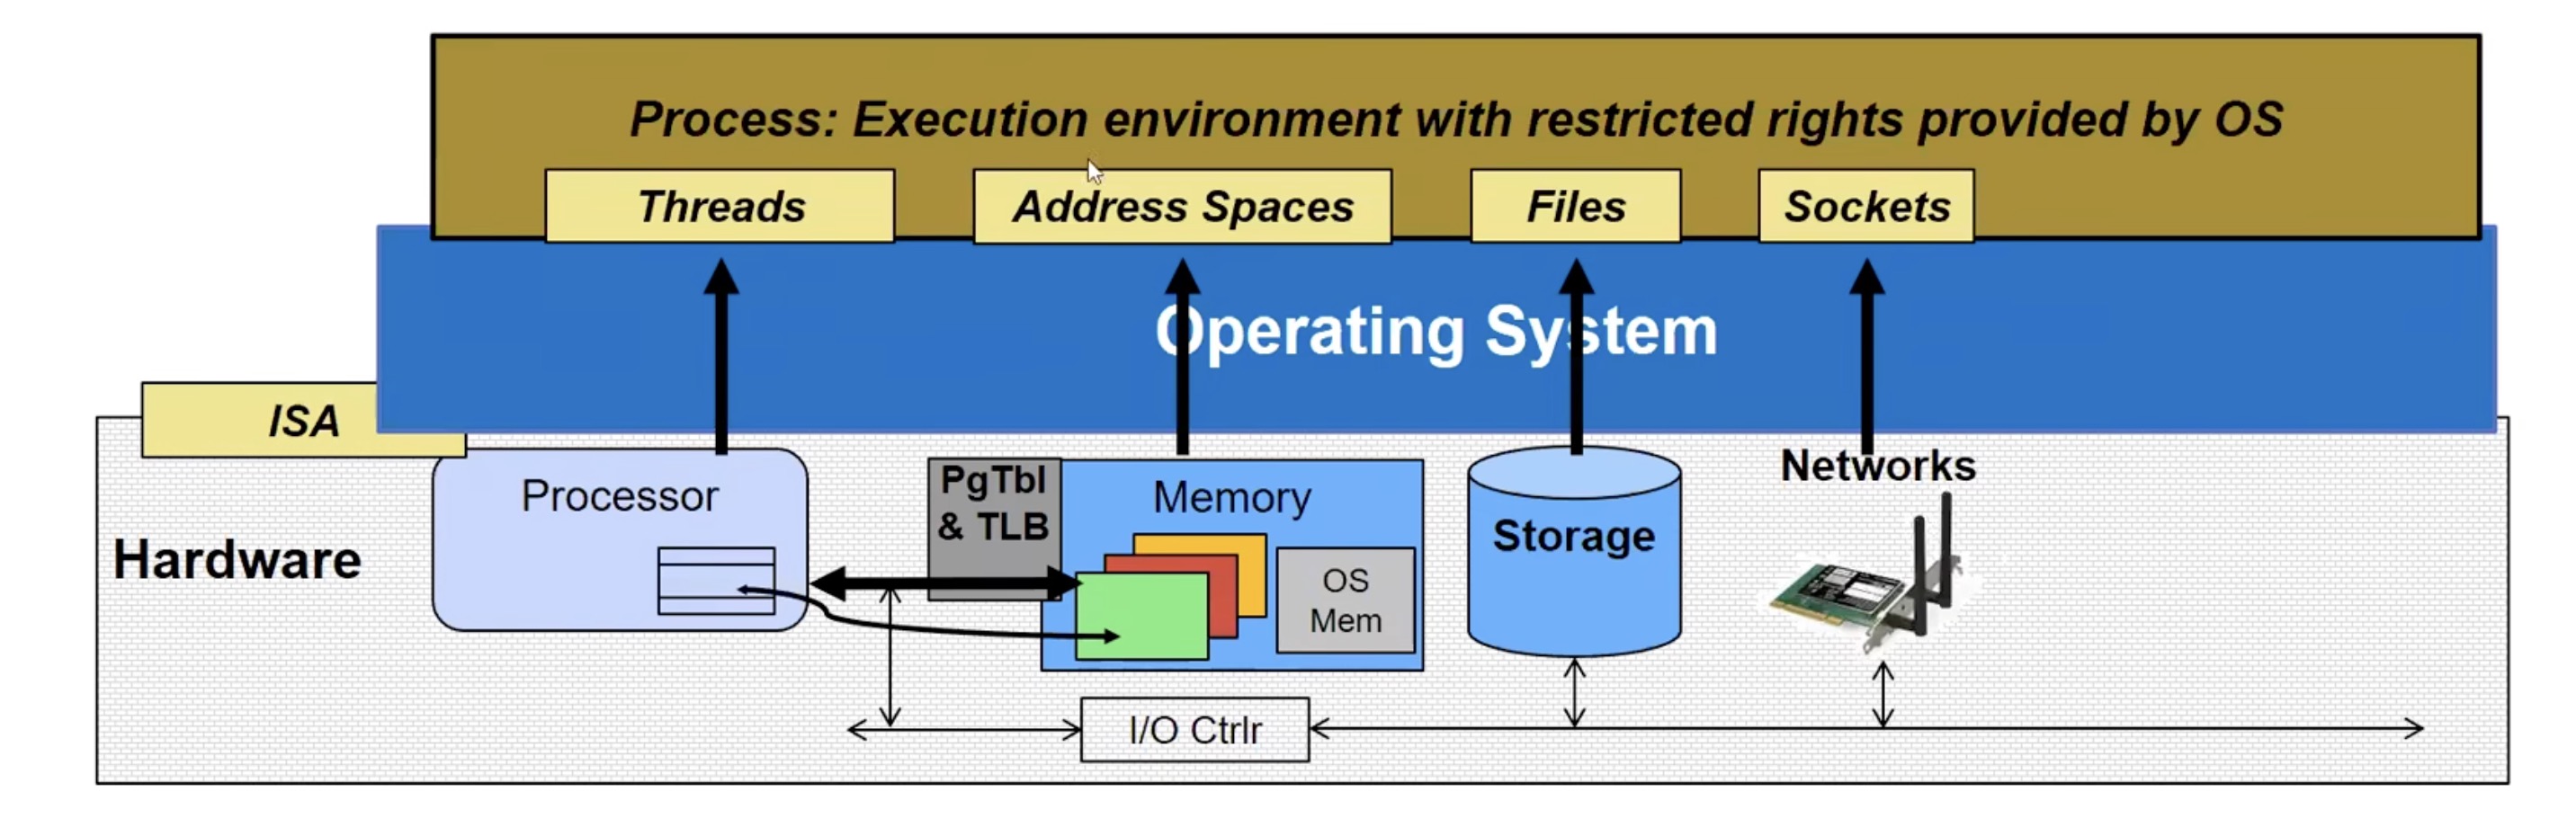 Process: Execution environment with restricted rights provided by OS
Threads
Address Spaces
Files
Sockets
Operating System
ISA
Hardware
Processor
PgTbl
& TLB
Memory
OS
Mem
Storage
Networks
I/O Ctrlr